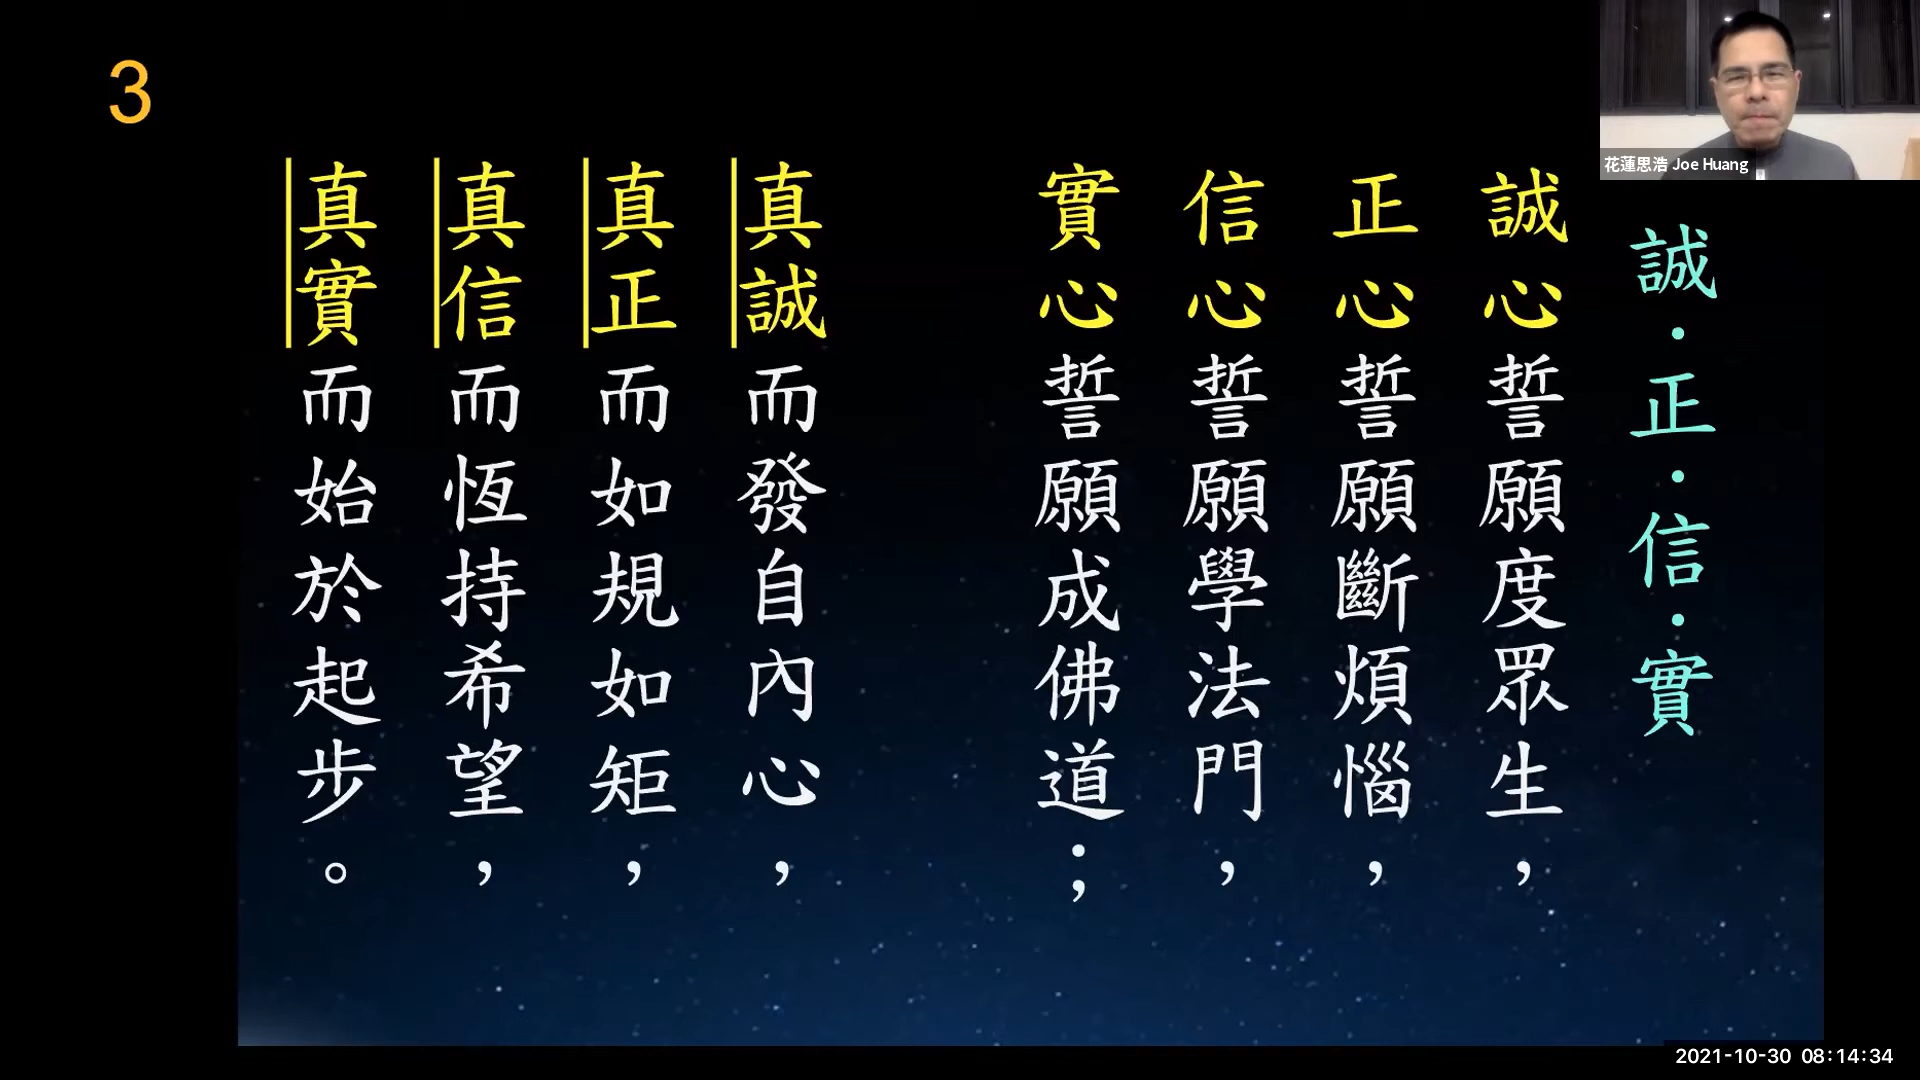 3
花蓮思浩 Joe Huang
誠·正·信·實
誠心誓願度眾生，
正心誓願斷煩惱，
信心誓願學法門，
實心誓願成佛道；
真誠而發自內心，
真正而如規如矩，
真信而恆持希望，
真實而始於起步。
2021-10-30 08:14:34